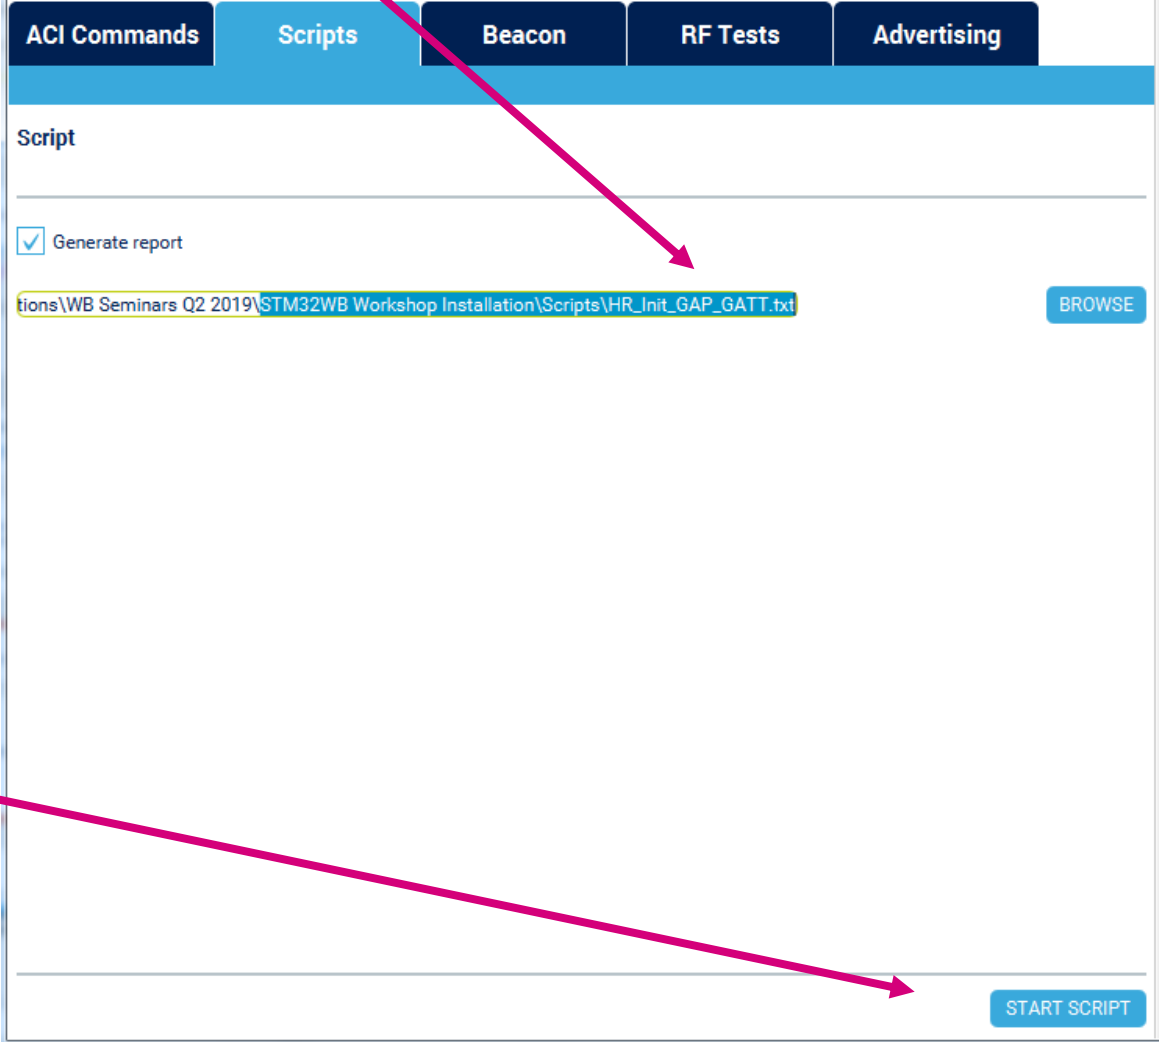 ACI Commands Scripts Beacon RF Tests Advertising
Script
Generate report
tions\WB Seminars Q2 2019\STM32WB Workshop Installation\Scripts\HR_Init_GAP_GATT.txt BROWSE
START SCRIPT